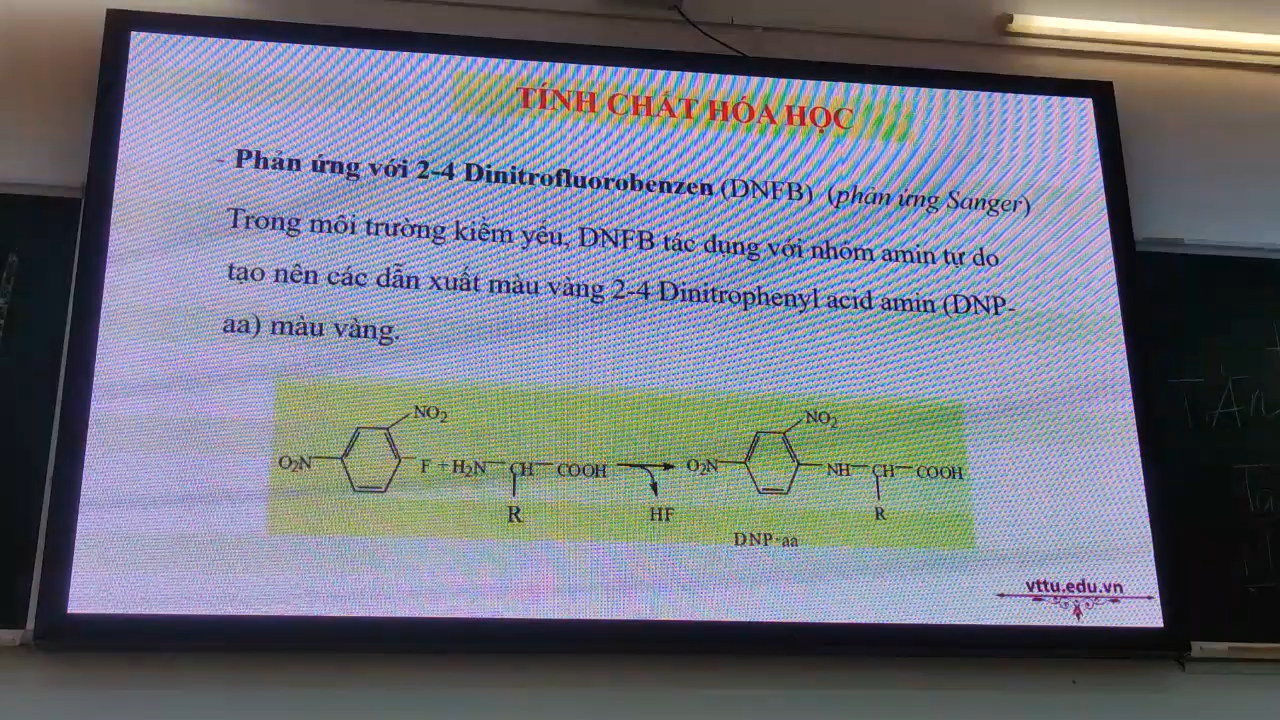 TÍNH CHẤT HÓA HỌC
- Phản ứng với 2-4 Dinitrofluorobenzen (DNFB) (phản ứng Sanger)
Trong môi trường kiềm yếu, DNFB tác dụng với nhóm amin tự do
tạo nên các dẫn xuất màu vàng 2-4 Dinitrophenyl acid amin (DNP-
aa) màu vàng.
NO₂ NO₂
O₂N F + H₂N CH COOH O₂N NH CH COOH
R HF R
DNP-aa
vttu.edu.vn